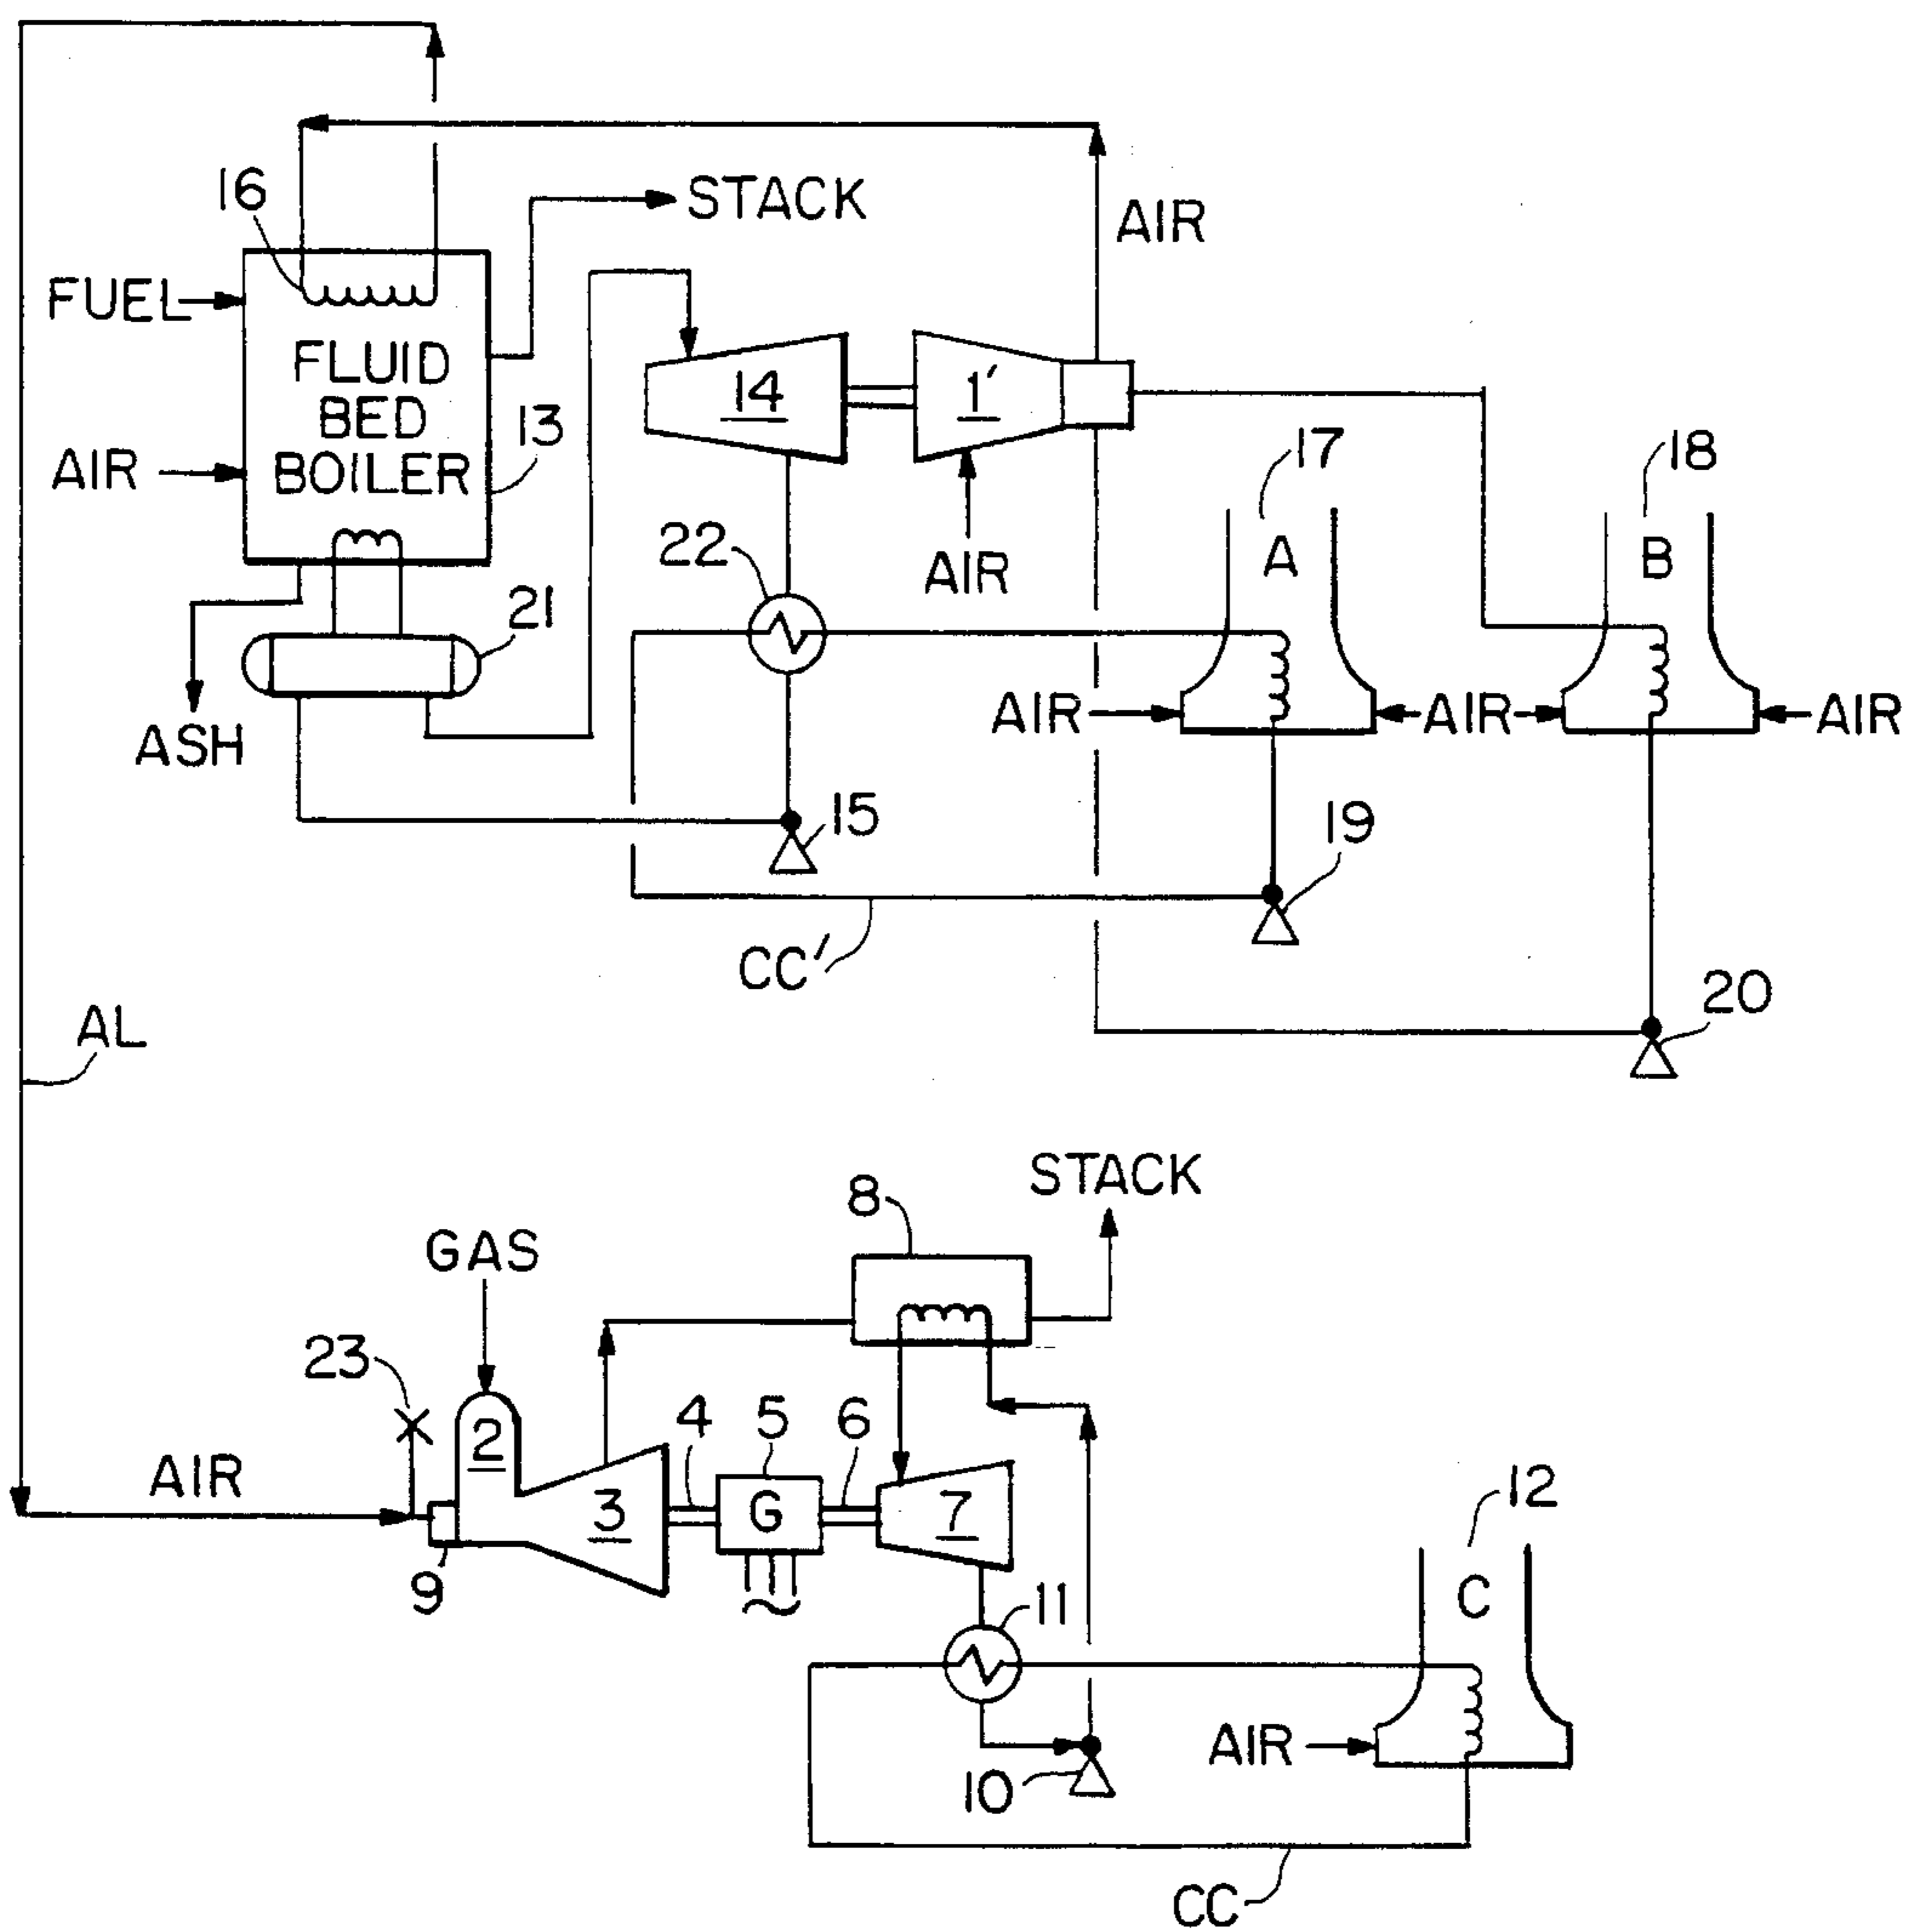 16
STACK
AIR
FUEL
FLUID
BED
BOILER
14
1′
13
17
18
AIR
22
AIR
A
B
21
AIR
AIR
AIR
ASH
15
19
CC′
20
AL
STACK
8
GAS
23
2
4
5
6
AIR
3
G
7
12
9
11
C
AIR
10
CC